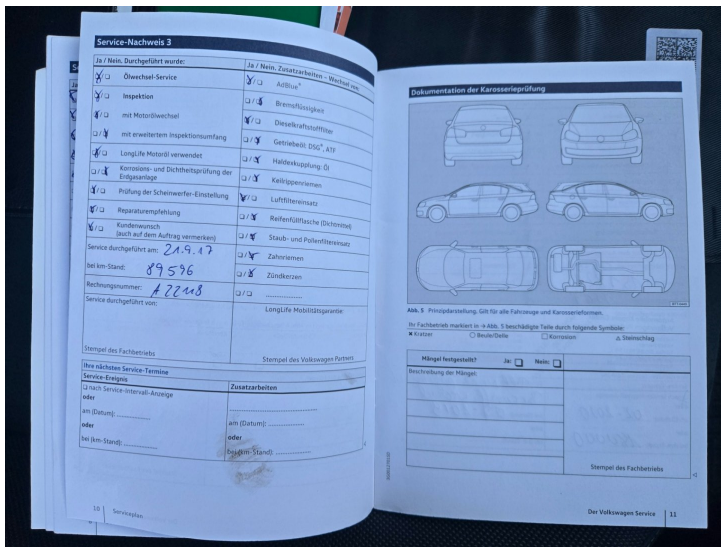 Service-Nachweis 3
Ja / Nein. Durchgeführt wurde:
Ölwechsel-Service
Inspektion
mit Motorölwechsel
mit erweitertem Inspektionsumfang
LongLife Motoröl verwendet
Korrosions- und Dichtheitsprüfung der
Erdgasanlage
Prüfung der Scheinwerfer-Einstellung
Reparaturempfehlung
Kundenwunsch
(auch auf dem Auftrag vermerken)
Service durchgeführt am: 21.9.17
bei km-Stand: 89596
Rechnungsnummer:
Service durchgeführt von:
Stempel des Fachbetriebs
Ja / Nein. Zusatzarbeiten – Wechsel von:
AdBlue®
Bremsflüssigkeit
Dieselkraftstofffilter
Getriebeöl: DSG®, ATF
Haldexkupplung: Öl
Keilrippenriemen
Luftfiltereinsatz
Reifenfüllflasche (Dichtmittel)
Staub- und Pollenfiltereinsatz
Zahnriemen
Zündkerzen
LongLife Mobilitätsgarantie:
Stempel des Volkswagen Partners
Ihre nächsten Service-Termine
Service-Ereignis
nach Service-Intervall-Anzeige
oder
am (Datum):
oder
bei (km-Stand):
Zusatzarbeiten
am (Datum):
oder
bei (km-Stand):
10 Serviceplan
Dokumentation der Karosserieprüfung
Abb. 5 Prinzipdarstellung. Gilt für alle Fahrzeuge und Karosserieformen.
Ihr Fachbetrieb markiert in → Abb. 5 beschädigte Teile durch folgende Symbole:
Kratzer Beule/Delle Korrosion Steinschlag
Mängel festgestellt? Ja: Nein:
Beschreibung der Mängel:
Stempel des Fachbetriebs
Der Volkswagen Service 11